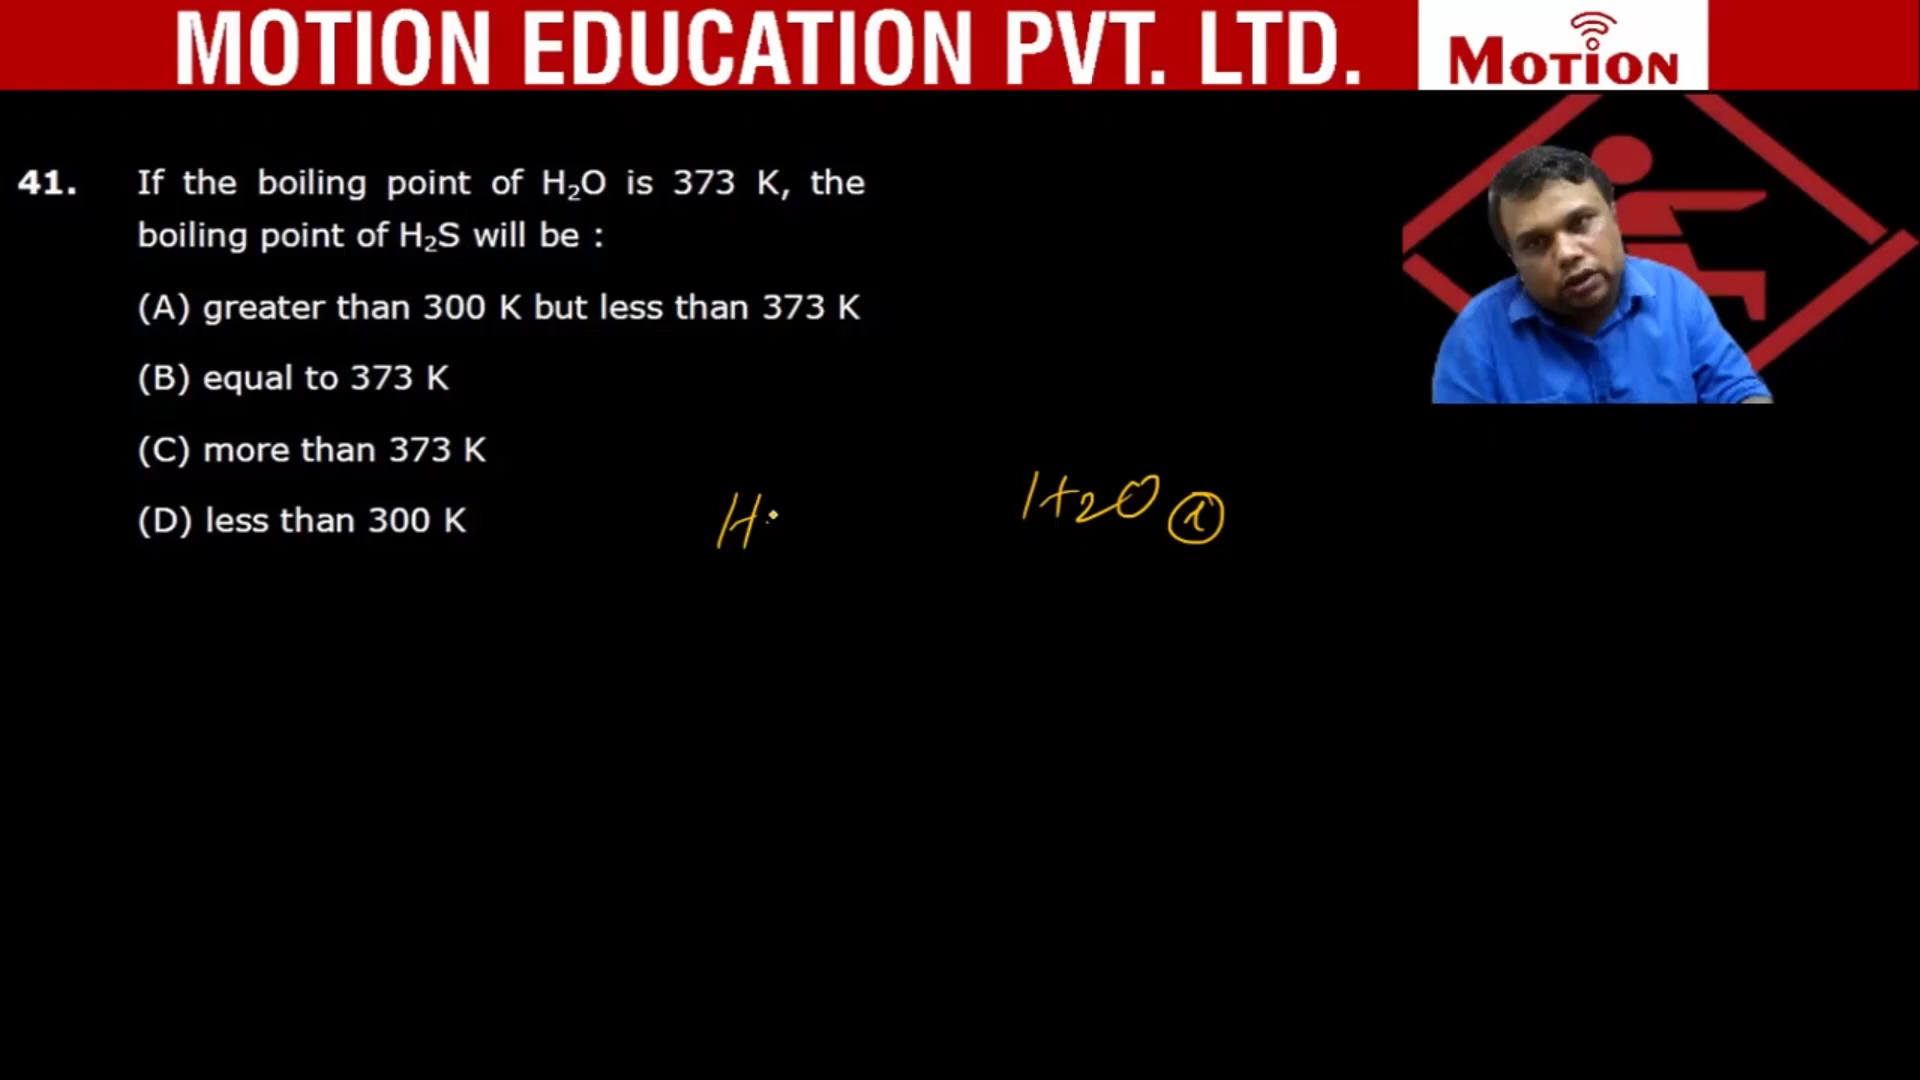 MOTION EDUCATION PVT. LTD.
MOTION
41. If the boiling point of H₂O is 373 K, the
boiling point of H₂S will be :
(A) greater than 300 K but less than 373 K
(B) equal to 373 K
(C) more than 373 K
(D) less than 300 K
H
H₂O